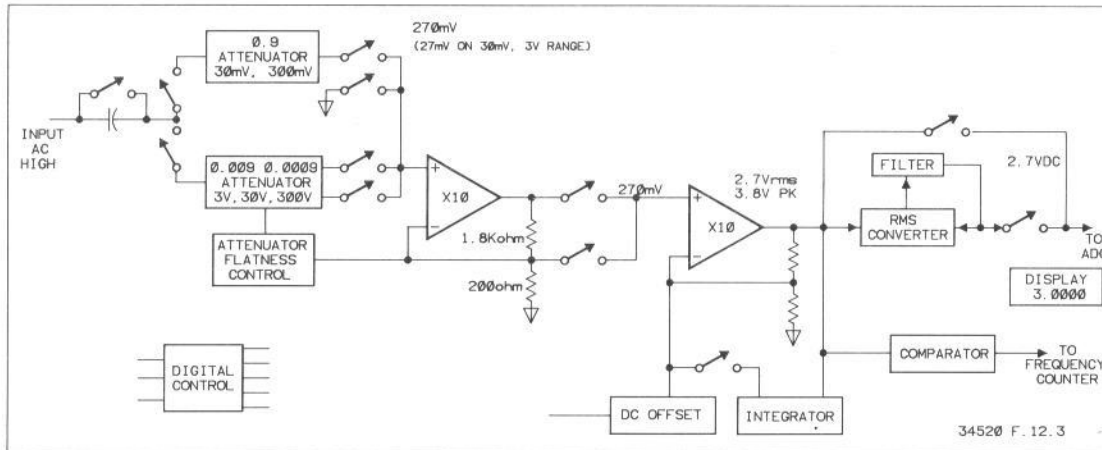 270mV
(27mV ON 30mV, 3V RANGE)
0.9
ATTENUATOR
30mV, 300mV
INPUT
AC
HIGH
0.009 0.0009
ATTENUATOR
3V,30V,300V
ATTENUATOR
FLATNESS
CONTROL
+
X10
-
1.8Kohm
200ohm
270mV
+
X10
-
2.7Vrms
3.8V PK
FILTER
RMS
CONVERTER
2.7VDC
TO
ADC
DISPLAY
3.0000
COMPARATOR
TO
FREQUENCY
COUNTER
DIGITAL
CONTROL
DC OFFSET
INTEGRATOR
34520 F.12.3